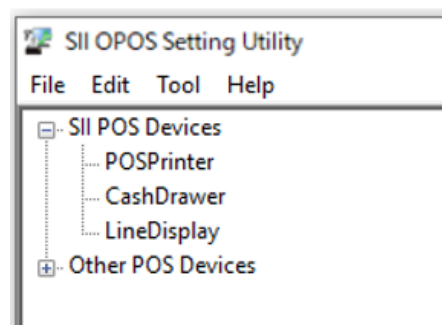 SII OPOS Setting Utility
File Edit Tool Help
SII POS Devices
POSPrinter
CashDrawer
LineDisplay
Other POS Devices